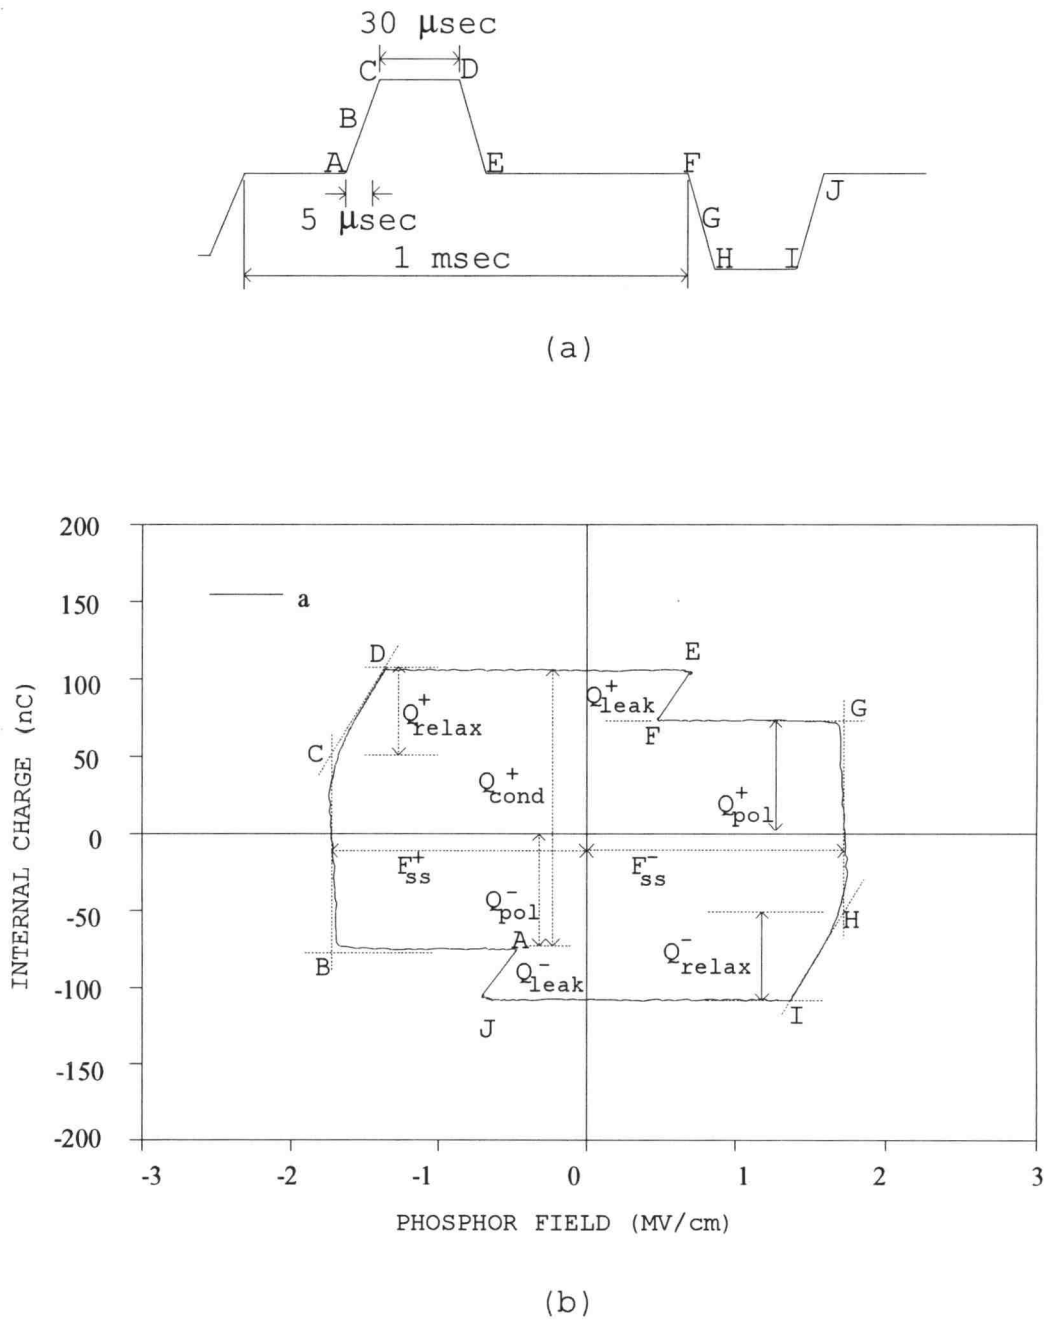 30 μsec
C D
B
A E F
G J
5 μsec
H I
1 msec
(a)
200
150
100
50
0
-50
-100
-150
-200
INTERNAL CHARGE (nC)
a
D
E
Q+relax
Q+leak
G
C
F
Q+cond
Q+pol
F+ss
F-ss
Q-pol
A
H
B
Q-leak
Q-relax
J
I
-3 -2 -1 0 1 2 3
PHOSPHOR FIELD (MV/cm)
(b)